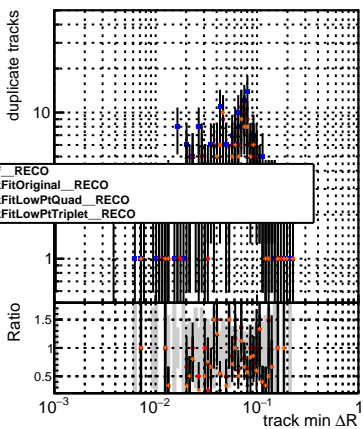 duplicate tracks
10
__RECO
FitOriginal__RECO
FitLowPtQuad__RECO
FitLowPtTriplet__RECO
1
Ratio
1.5
1
0.5
10−3
10−2
10−1
1
track min ΔR